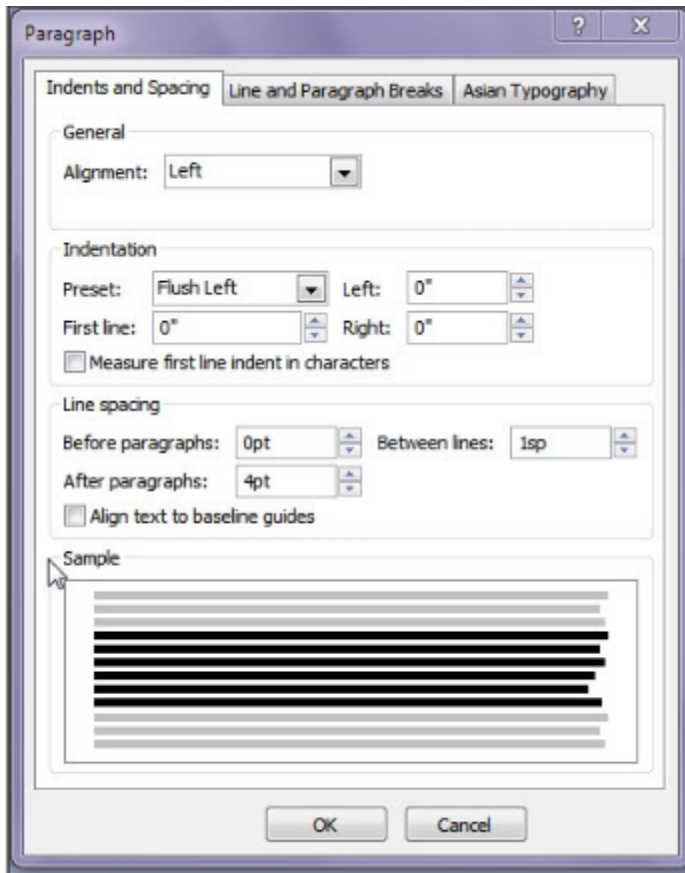 Paragraph
Indents and Spacing Line and Paragraph Breaks Asian Typography
General
Alignment: Left
Indentation
Preset: Flush Left Left: 0"
First line: 0" Right: 0"
Measure first line indent in characters
Line spacing
Before paragraphs: 0pt Between lines: 1sp
After paragraphs: 4pt
Align text to baseline guides
Sample
OK Cancel